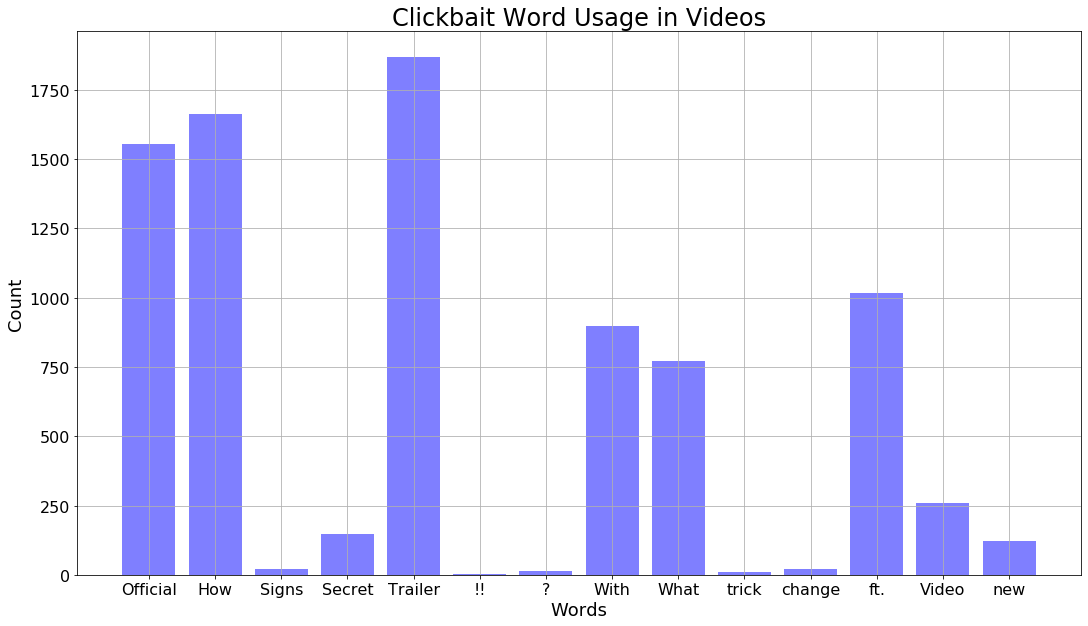 Clickbait Word Usage in Videos
Count
1750
1500
1250
1000
750
500
250
0
Official How Signs Secret Trailer !! ? With What trick change ft. Video new
Words